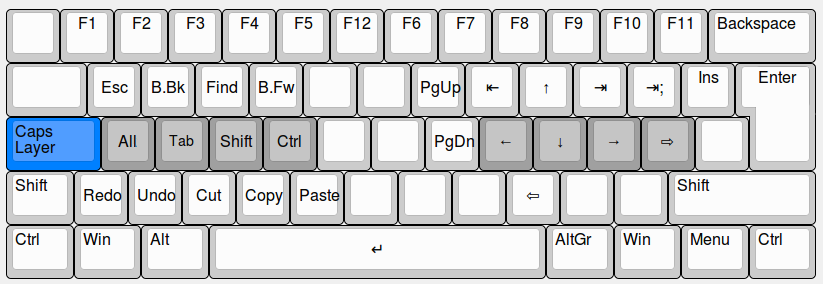 F1 F2 F3 F4 F5 F12 F6 F7 F8 F9 F10 F11 Backspace
Esc B.Bk Find B.Fw PgUp ⇤ ↑ ⇥ ⇥; Ins Enter
Caps
Layer All Tab Shift Ctrl PgDn ← ↓ → ⇨
Shift Redo Undo Cut Copy Paste ⇦ Shift
Ctrl Win Alt ↵ AltGr Win Menu Ctrl